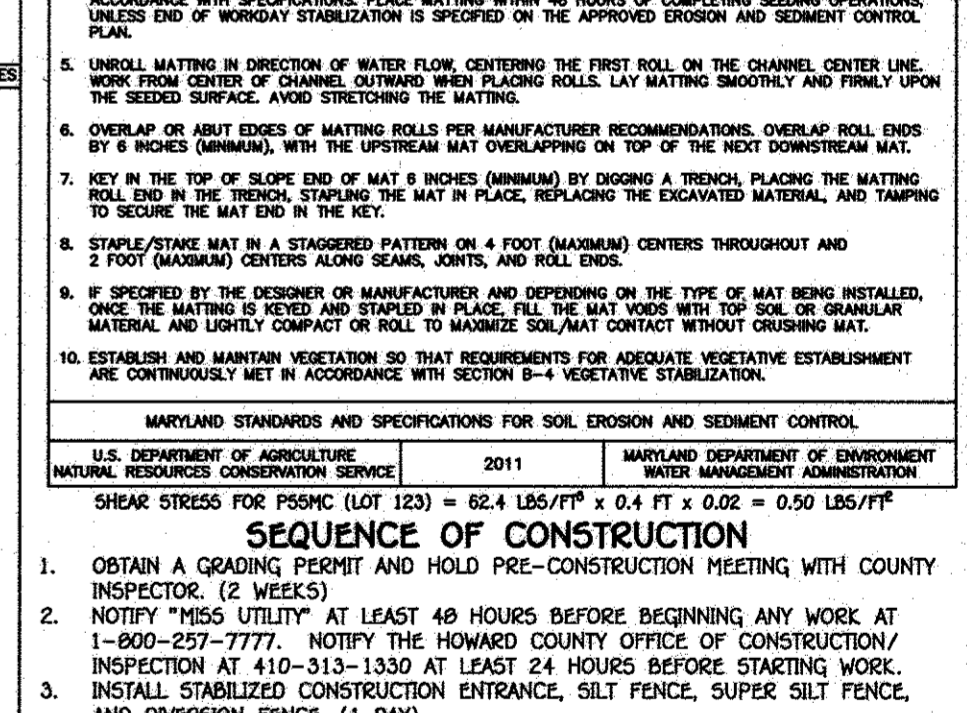 ACCORDANCE WITH SPECIFICATIONS. PLACE MATTING WITHIN 48 HOURS OF COMPLETING SEEDING OPERATIONS,
UNLESS END OF WORKDAY STABILIZATION IS SPECIFIED ON THE APPROVED EROSION AND SEDIMENT CONTROL
PLAN.
ES
5. UNROLL MATTING IN DIRECTION OF WATER FLOW, CENTERING THE FIRST ROLL ON THE CHANNEL CENTER LINE.
WORK FROM CENTER OF CHANNEL OUTWARD WHEN PLACING ROLLS. LAY MATTING SMOOTHLY AND FIRMLY UPON
THE SEEDED SURFACE. AVOID STRETCHING THE MATTING.
6. OVERLAP OR ABUT EDGES OF MATTING ROLLS PER MANUFACTURER RECOMMENDATIONS. OVERLAP ROLL ENDS
BY 6 INCHES (MINIMUM), WITH THE UPSTREAM MAT OVERLAPPING ON TOP OF THE NEXT DOWNSTREAM MAT.
7. KEY IN THE TOP OF SLOPE END OF MAT 6 INCHES (MINIMUM) BY DIGGING A TRENCH, PLACING THE MATTING
ROLL END IN THE TRENCH, STAPLING THE MAT IN PLACE, REPLACING THE EXCAVATED MATERIAL, AND TAMPING
TO SECURE THE MAT END IN THE KEY.
8. STAPLE/STAKE MAT IN A STAGGERED PATTERN ON 4 FOOT (MAXIMUM) CENTERS THROUGHOUT AND
2 FOOT (MAXIMUM) CENTERS ALONG SEAMS, JOINTS, AND ROLL ENDS.
9. IF SPECIFIED BY THE DESIGNER OR MANUFACTURER AND DEPENDING ON THE TYPE OF MAT BEING INSTALLED,
ONCE THE MATTING IS KEYED AND STAPLED IN PLACE, FILL THE MAT VOIDS WITH TOP SOIL OR GRANULAR
MATERIAL AND LIGHTLY COMPACT OR ROLL TO MAXIMIZE SOIL/MAT CONTACT WITHOUT CRUSHING MAT.
10. ESTABLISH AND MAINTAIN VEGETATION SO THAT REQUIREMENTS FOR ADEQUATE VEGETATIVE ESTABLISHMENT
ARE CONTINUOUSLY MET IN ACCORDANCE WITH SECTION B-4 VEGETATIVE STABILIZATION.
MARYLAND STANDARDS AND SPECIFICATIONS FOR SOIL EROSION AND SEDIMENT CONTROL
U.S. DEPARTMENT OF AGRICULTURE
NATURAL RESOURCES CONSERVATION SERVICE
2011
MARYLAND DEPARTMENT OF ENVIRONMENT
WATER MANAGEMENT ADMINISTRATION
SHEAR STRESS FOR PSSMC (LOT 123) = 62.4 LBS/FT³ x 0.4 FT x 0.02 = 0.50 LBS/FT²
SEQUENCE OF CONSTRUCTION
1. OBTAIN A GRADING PERMIT AND HOLD PRE-CONSTRUCTION MEETING WITH COUNTY
INSPECTOR. (2 WEEKS)
2. NOTIFY "MISS UTILITY" AT LEAST 48 HOURS BEFORE BEGINNING ANY WORK AT
1-800-257-7777. NOTIFY THE HOWARD COUNTY OFFICE OF CONSTRUCTION/
INSPECTION AT 410-313-1330 AT LEAST 24 HOURS BEFORE STARTING WORK.
3. INSTALL STABILIZED CONSTRUCTION ENTRANCE, SILT FENCE, SUPER SILT FENCE,
AND DIVERSION FENCE. (1 DAY)